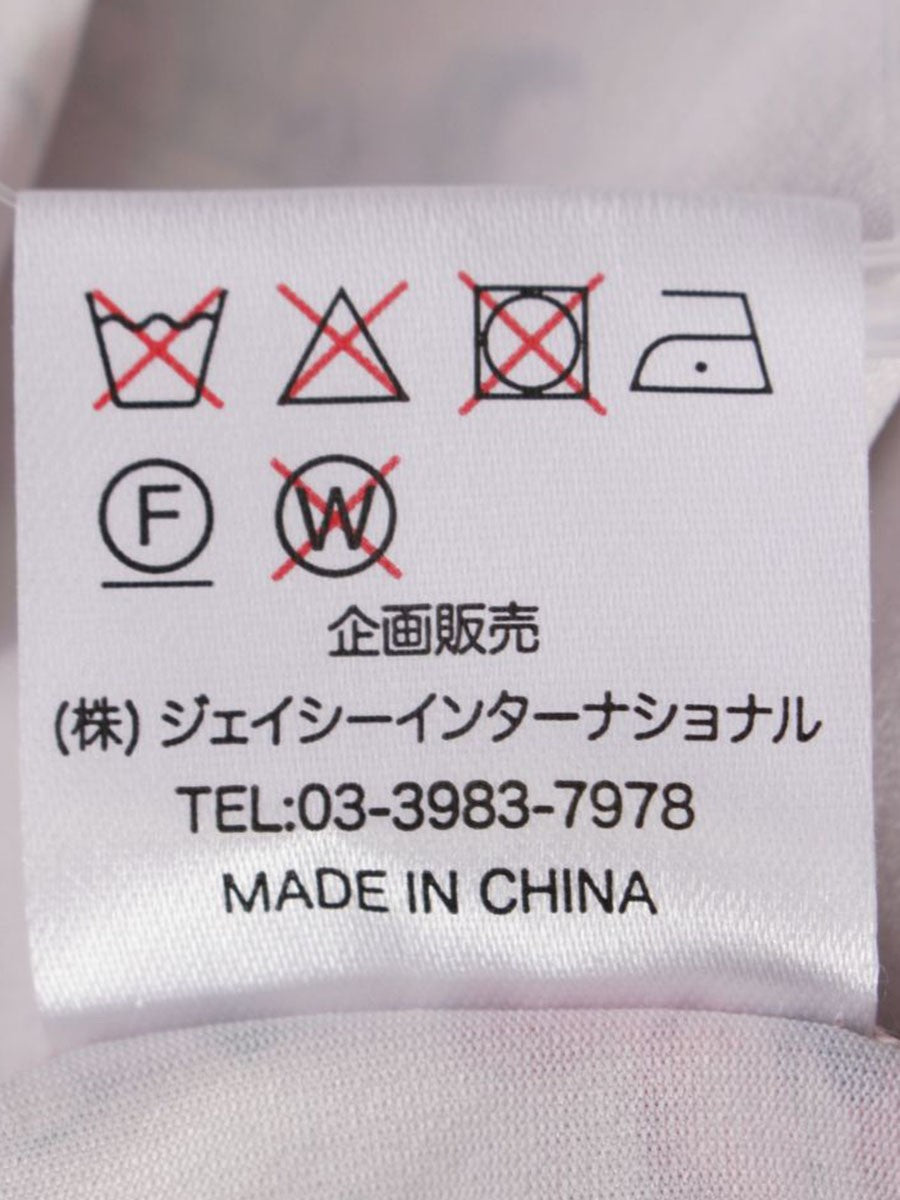 F W
企画販売
(株) ジェイシーインターナショナル
TEL:03-3983-7978
MADE IN CHINA